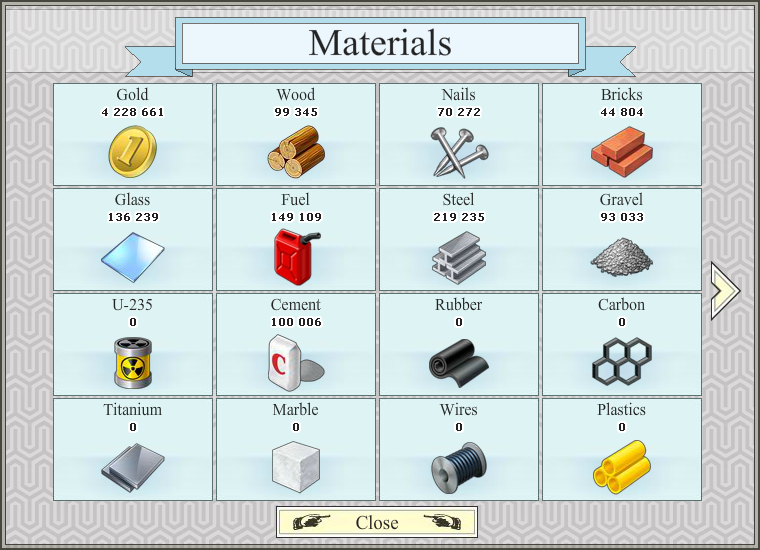 Materials
Gold
4 228 661
Wood
99 345
Nails
70 272
Bricks
44 804
Glass
136 239
Fuel
149 109
Steel
219 235
Gravel
93 033
U-235
0
Cement
100 006
C
Rubber
0
Carbon
0
Titanium
0
Marble
0
Wires
0
Plastics
0
Close